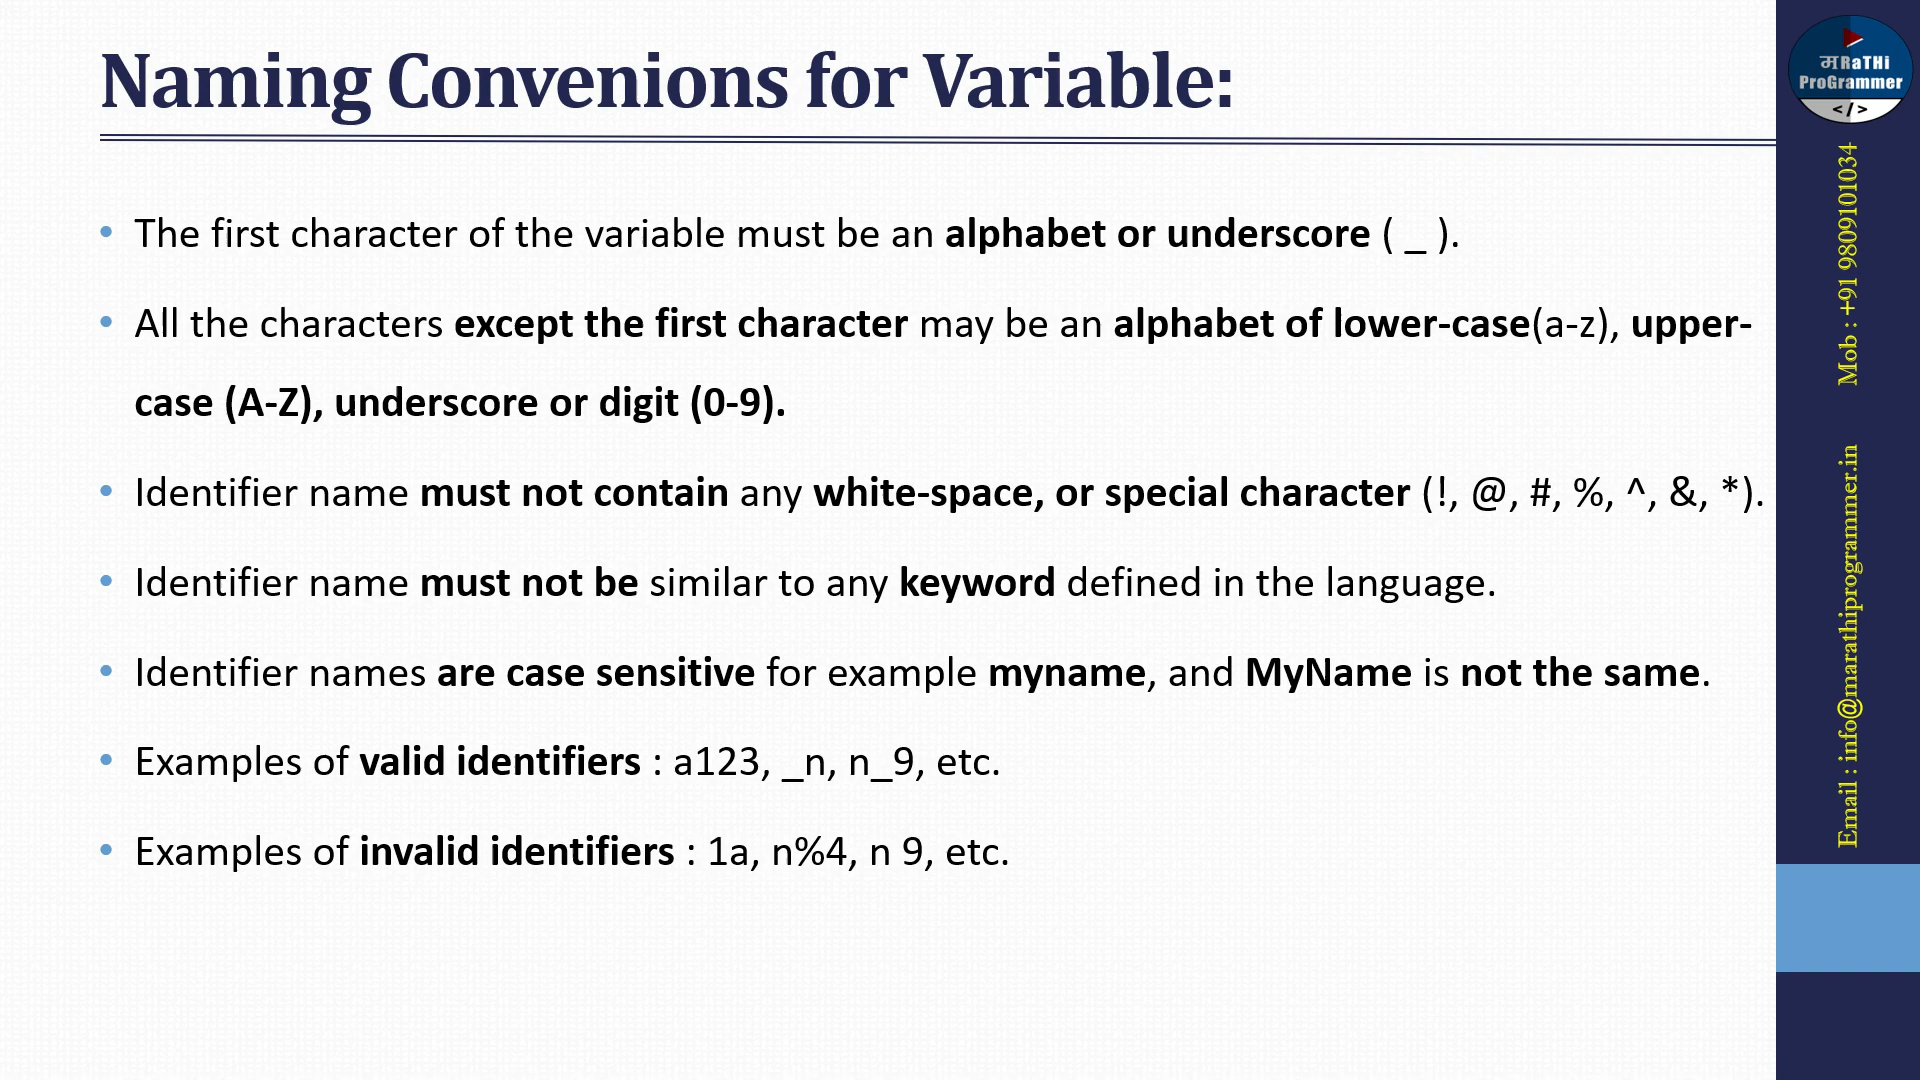 Naming Convenions for Variable:
• The first character of the variable must be an alphabet or underscore ( _ ).
• All the characters except the first character may be an alphabet of lower-case(a-z), upper-
case (A-Z), underscore or digit (0-9).
• Identifier name must not contain any white-space, or special character (!, @, #, %, ^, &, *).
• Identifier name must not be similar to any keyword defined in the language.
• Identifier names are case sensitive for example myname, and MyName is not the same.
• Examples of valid identifiers : a123, _n, n_9, etc.
• Examples of invalid identifiers : 1a, n%4, n 9, etc.
मRaTHi
ProGrammer
</>
Mob : +91 9809101034
Email : info@marathiprogrammer.in